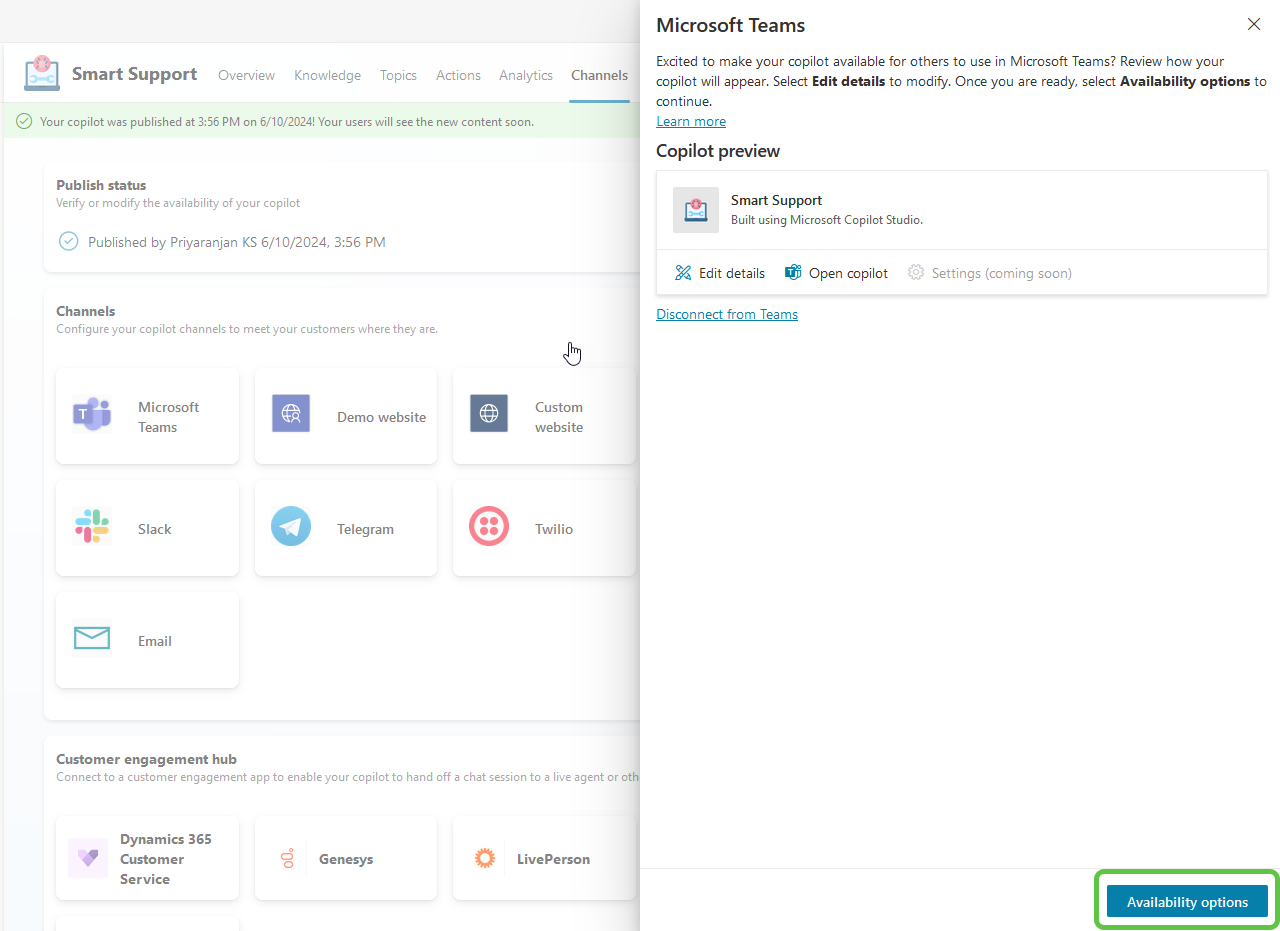 Smart Support
Overview
Knowledge
Topics
Actions
Analytics
Channels
Your copilot was published at 3:56 PM on 6/10/2024! Your users will see the new content soon.
Publish status
Verify or modify the availability of your copilot
Published by Priyaranjan KS 6/10/2024, 3:56 PM
Channels
Configure your copilot channels to meet your customers where they are.
Microsoft
Teams
Demo website
Custom
website
Slack
Telegram
Twilio
Email
Customer engagement hub
Connect to a customer engagement app to enable your copilot to hand off a chat session to a live agent or oth
Dynamics 365
Customer
Service
Genesys
LivePerson
Microsoft Teams
Excited to make your copilot available for others to use in Microsoft Teams? Review how your
copilot will appear. Select Edit details to modify. Once you are ready, select Availability options to
continue.
Learn more
Copilot preview
Smart Support
Built using Microsoft Copilot Studio.
Edit details
Open copilot
Settings (coming soon)
Disconnect from Teams
Availability options